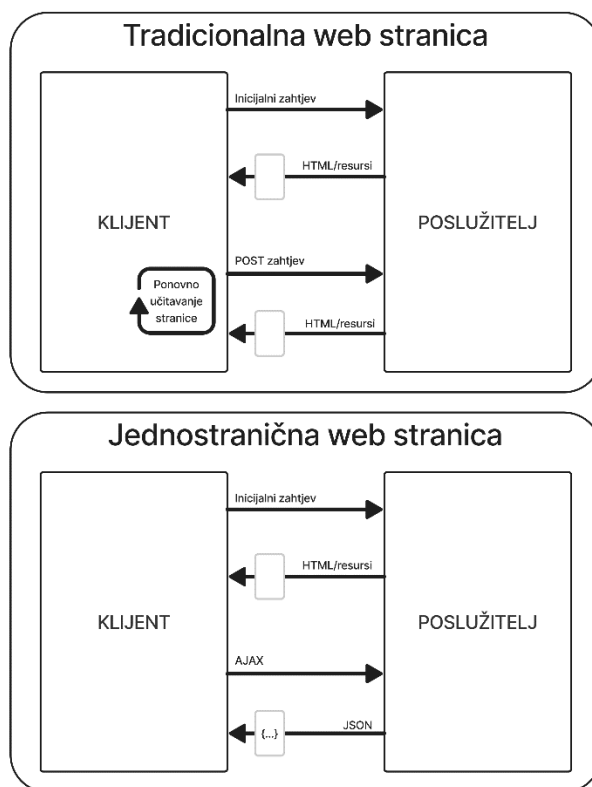 Tradicionalna web stranica
Inicijalni zahtjev
HTML/resursi
KLIJENT
POSLUŽITELJ
POST zahtjev
Ponovno
učitavanje
stranice
HTML/resursi
Jednostranična web stranica
Inicijalni zahtjev
HTML/resursi
KLIJENT
POSLUŽITELJ
AJAX
JSON
{...}